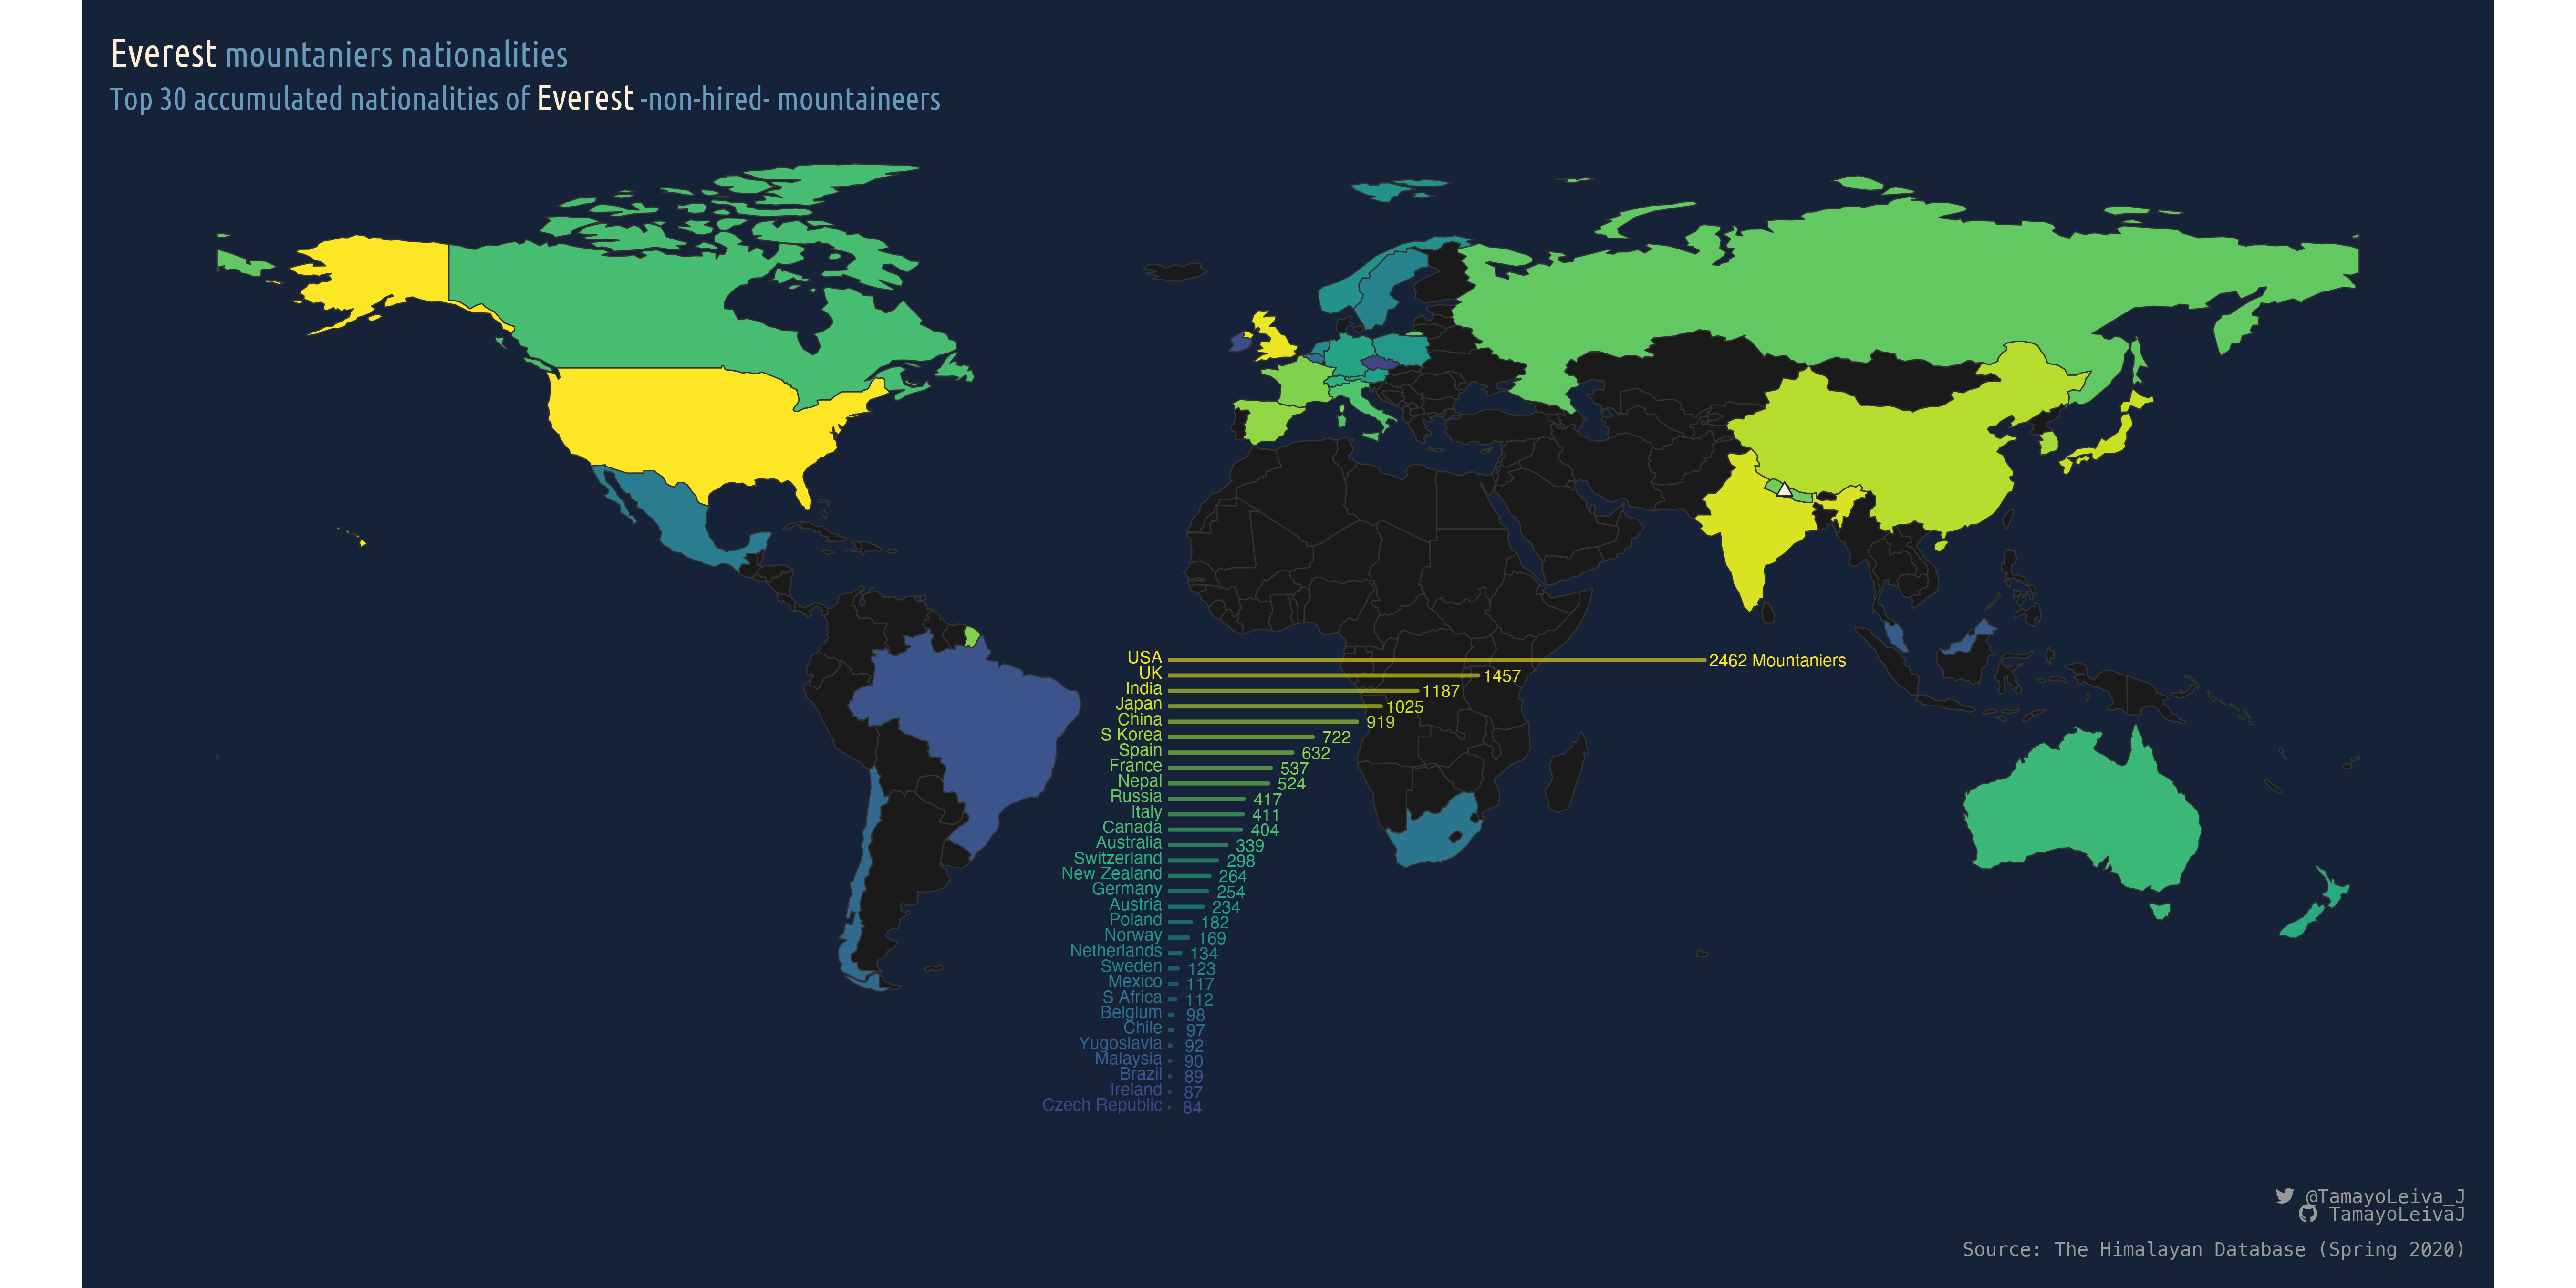 Everest mountaniers nationalities
Top 30 accumulated nationalities of Everest -non-hired- mountaineers
USA 2462 Mountaniers
UK 1457
India 1187
Japan 1025
China 919
S Korea 722
Spain 632
France 537
Nepal 524
Russia 417
Italy 411
Canada 404
Australia 339
Switzerland 298
New Zealand 264
Germany 254
Austria 234
Poland 182
Norway 169
Netherlands 134
Sweden 123
Mexico 117
S Africa 112
Belgium 98
Chile 97
Yugoslavia 92
Malaysia 90
Brazil 89
Ireland 87
Czech Republic 84
@TamayoLeiva_J
TamayoLeivaJ
Source: The Himalayan Database (Spring 2020)